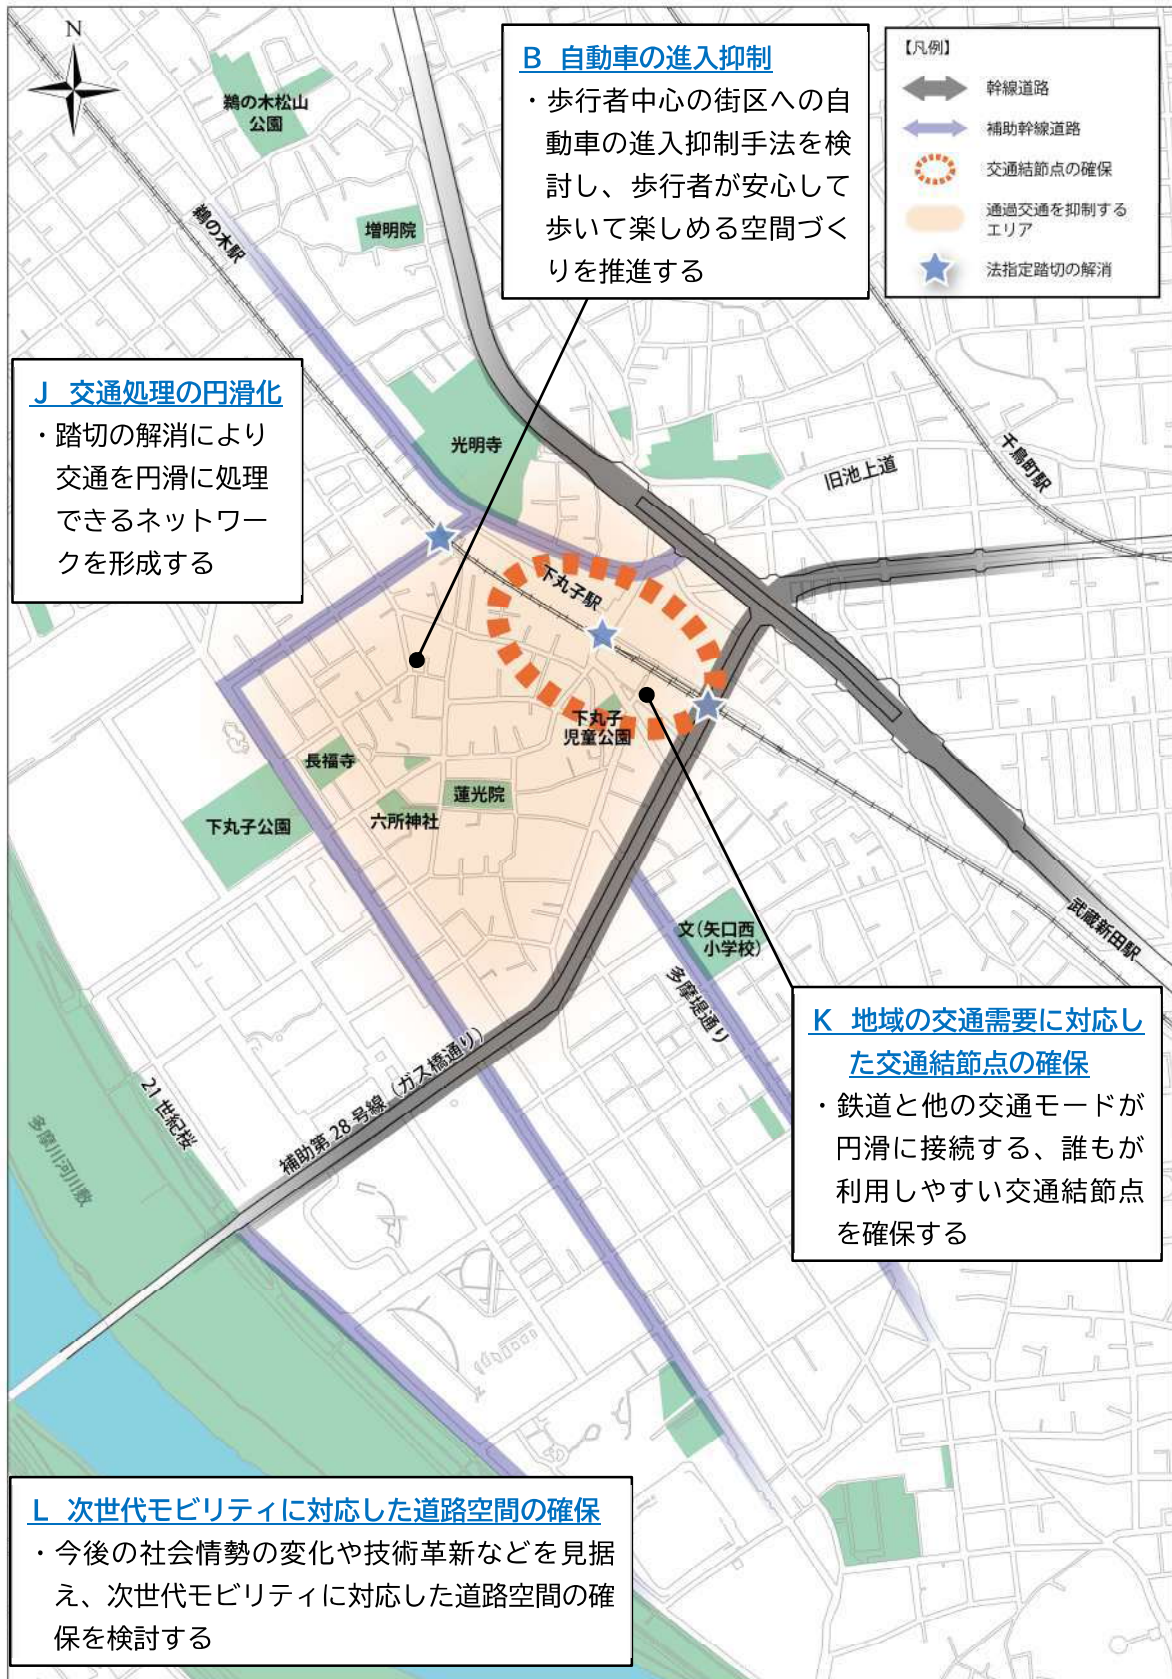 N
B 自動車の進入抑制
・歩行者中心の街区への自
動車の進入抑制手法を検
討し、歩行者が安心して
歩いて楽しめる空間づく
りを推進する
【凡例】
幹線道路
補助幹線道路
交通結節点の確保
通過交通を抑制する
エリア
法指定踏切の解消
鵜の木松山
公園
鵜の木駅
増明院
J 交通処理の円滑化
・踏切の解消により
交通を円滑に処理
できるネットワー
クを形成する
光明寺
旧池上道
千鳥町駅
下丸子駅
下丸子
児童公園
長福寺
蓮光院
六所神社
下丸子公園
武蔵新田駅
文(矢口西
小学校)
多摩堤通り
K 地域の交通需要に対応し
た交通結節点の確保
・鉄道と他の交通モードが
円滑に接続する、誰もが
利用しやすい交通結節点
を確保する
補助第28号線（ガス橋通り）
21世紀桜
多摩川河川敷
L 次世代モビリティに対応した道路空間の確保
・今後の社会情勢の変化や技術革新などを見据
え、次世代モビリティに対応した道路空間の確
保を検討する